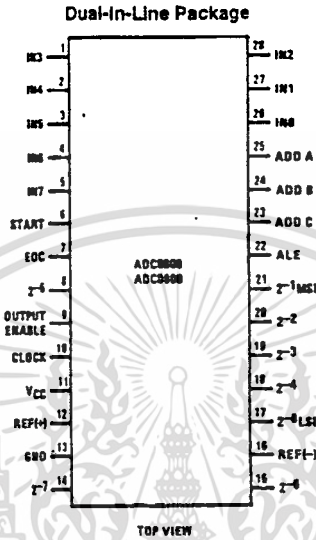 Dual-In-Line Package
IN3 1 28 IN2
IN4 2 27 IN1
IN5 3 26 IN0
IN6 4 25 ADD A
IN7 5 24 ADD B
START 6 23 ADD C
EOC 7 22 ALE
ADC0808
ADC0809
2⁻⁵ 8 21 2⁻¹MSB
OUTPUT ENABLE 9 20 2⁻²
CLOCK 10 19 2⁻³
VCC 11 18 2⁻⁴
REF(+) 12 17 2⁻⁸LSB
GND 13 16 REF(−)
2⁻⁷ 14 15 2⁻⁶
TOP VIEW